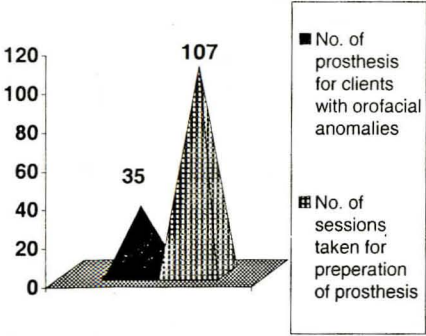 120
100
80
60
40
20
0
35
107
No. of
prosthesis
for clients
with orofacial
anomalies
No. of
sessions
taken for
preperation
of prosthesis